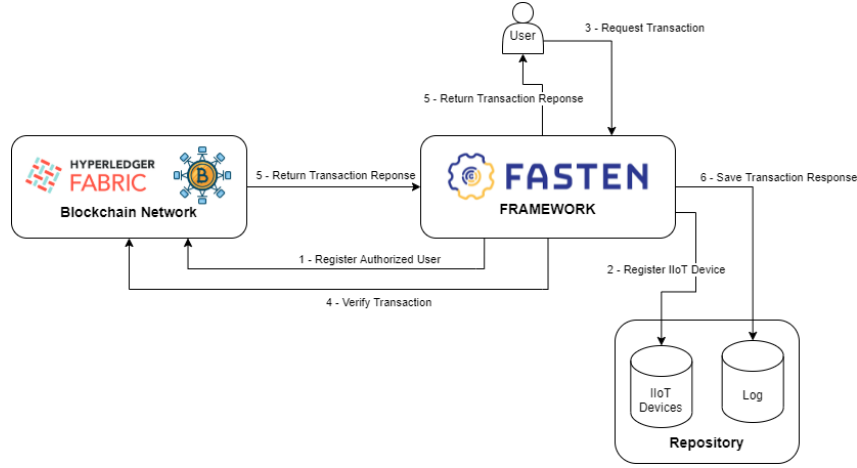 User
3 - Request Transaction
5 - Return Transaction Reponse
HYPERLEDGER
FABRIC
B
Blockchain Network
5 - Return Transaction Reponse
FASTEN
FRAMEWORK
6 - Save Transaction Response
1 - Register Authorized User
2 - Register IIoT Device
4 - Verify Transaction
IIoT
Devices
Log
Repository